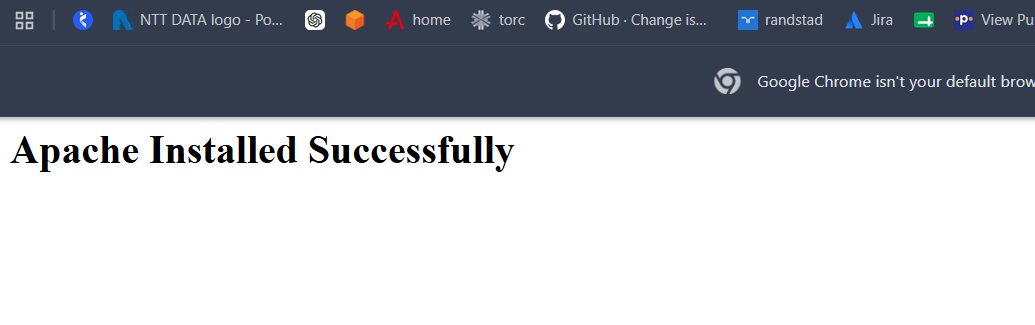 NTT DATA logo - Po... home torc GitHub · Change is... randstad Jira View Pu
Google Chrome isn't your default brow
Apache Installed Successfully